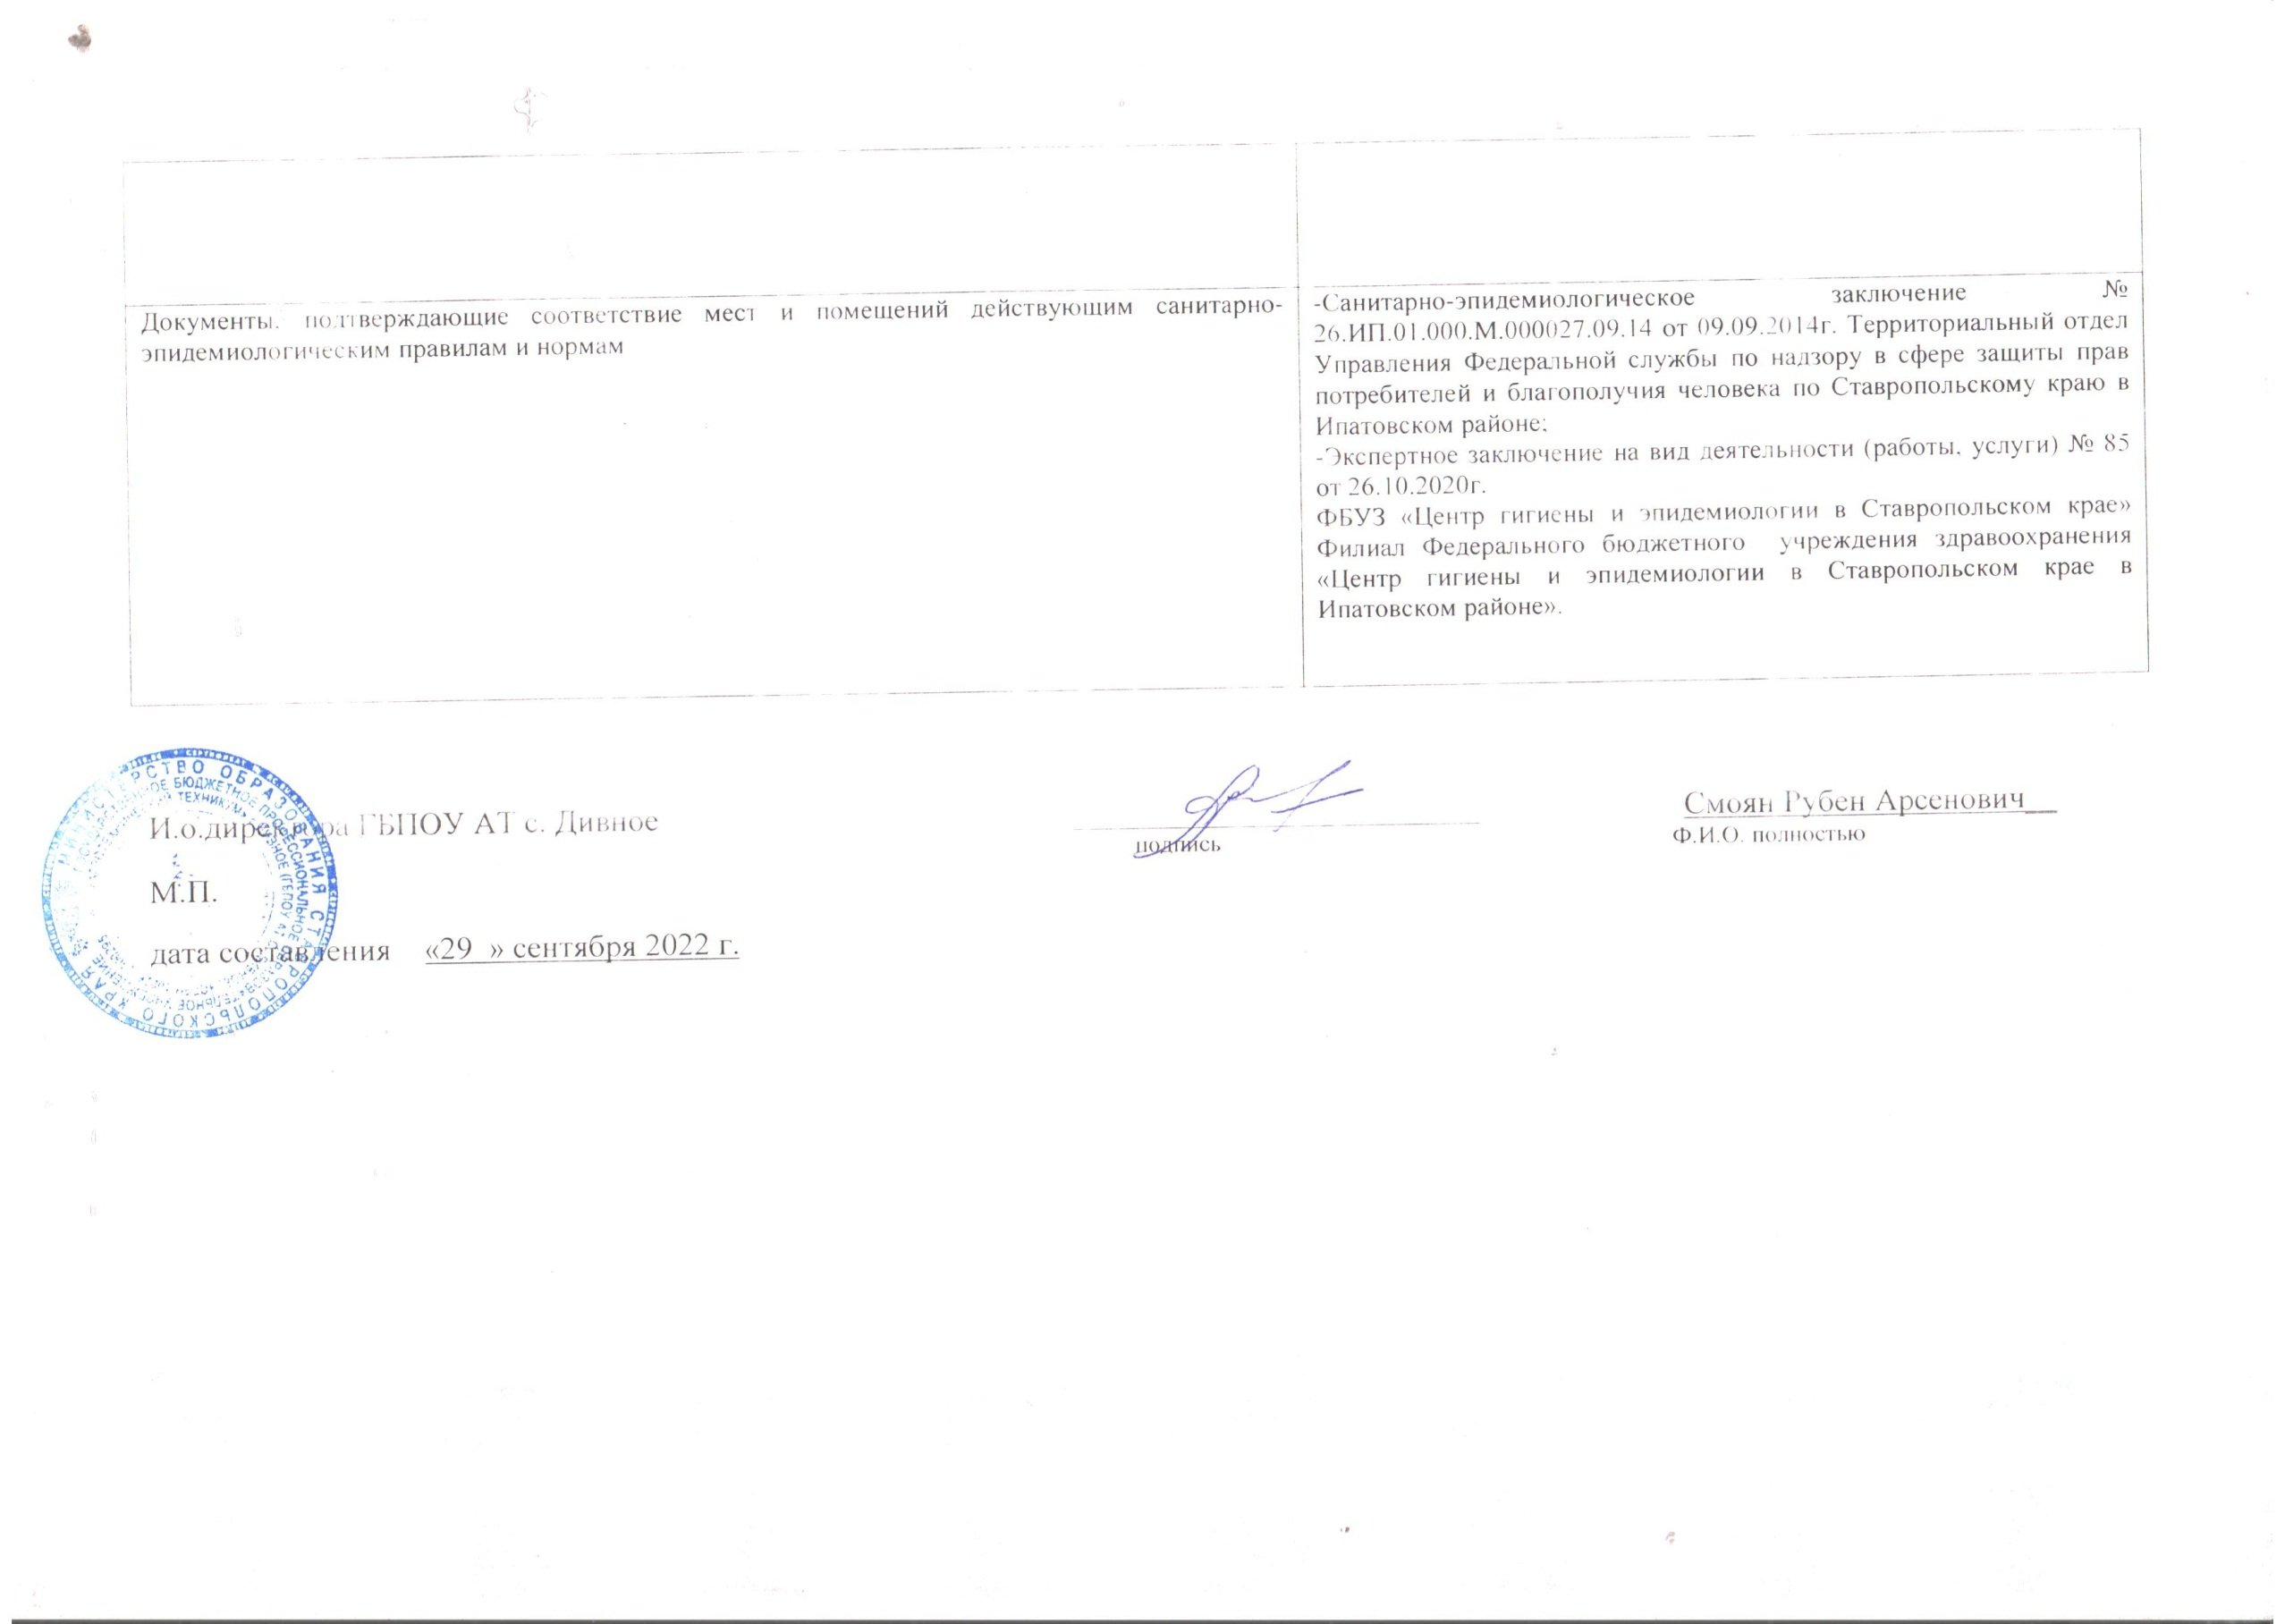 Документы, подтверждающие соответствие мест и помещений действующим санитарно-
эпидемиологическим правилам и нормам
-Санитарно-эпидемиологическое заключение №
26.ИП.01.000.М.000027.09.14 от 09.09.2014г. Территориальный отдел
Управления Федеральной службы по надзору в сфере защиты прав
потребителей и благополучия человека по Ставропольскому краю в
Ипатовском районе;
-Экспертное заключение на вид деятельности (работы, услуги) № 85
от 26.10.2020г.
ФБУЗ «Центр гигиены и эпидемиологии в Ставропольском крае»
Филиал Федерального бюджетного учреждения здравоохранения
«Центр гигиены и эпидемиологии в Ставропольском крае в
Ипатовском районе».
И.о.директора ГБПОУ АТ с. Дивное
подпись
Смоян Рубен Арсенович
Ф.И.О. полностью
М.П.
дата составления «29 » сентября 2022 г.
МИНИСТЕРСТВО ОБРАЗОВАНИЯ СТАВРОПОЛЬСКОГО КРАЯ